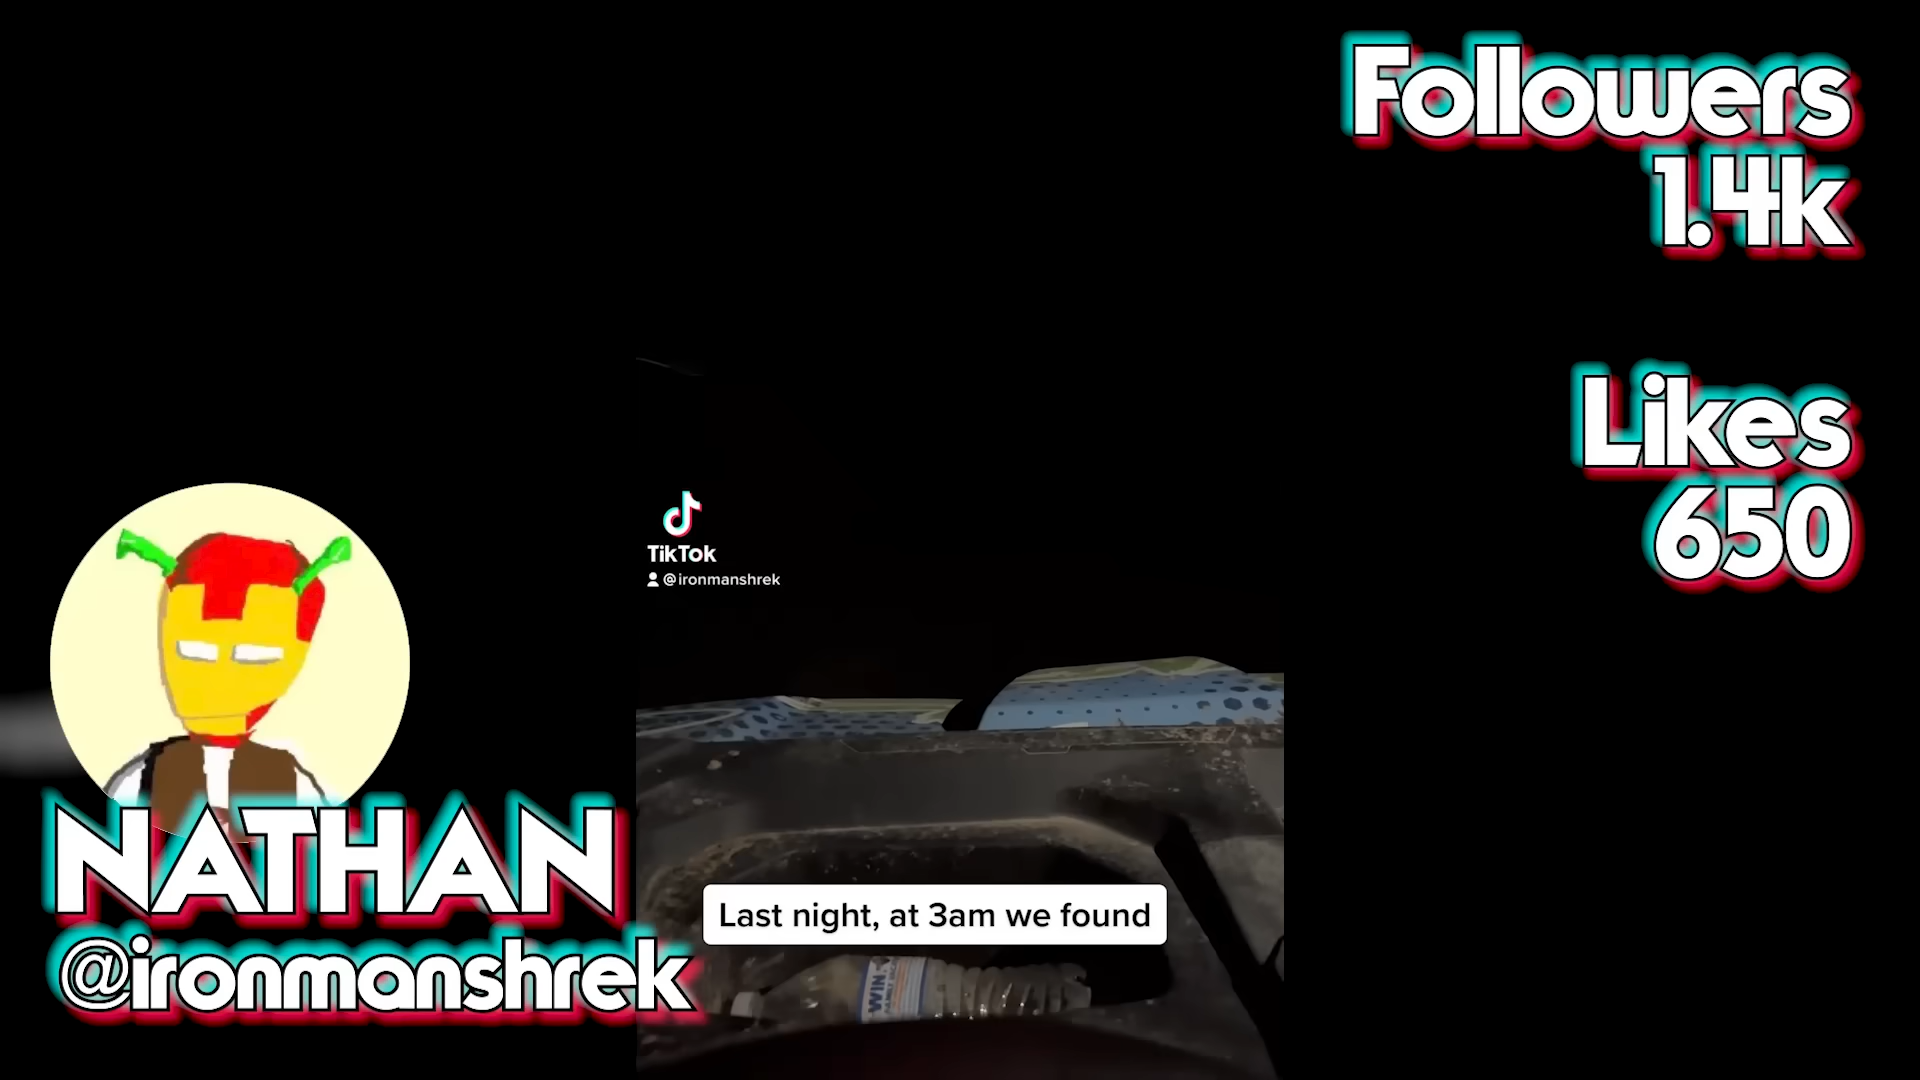 Followers
1.4k
Likes
650
TikTok
@ironmanshrek
NATHAN
@ironmanshrek
Last night, at 3am we found